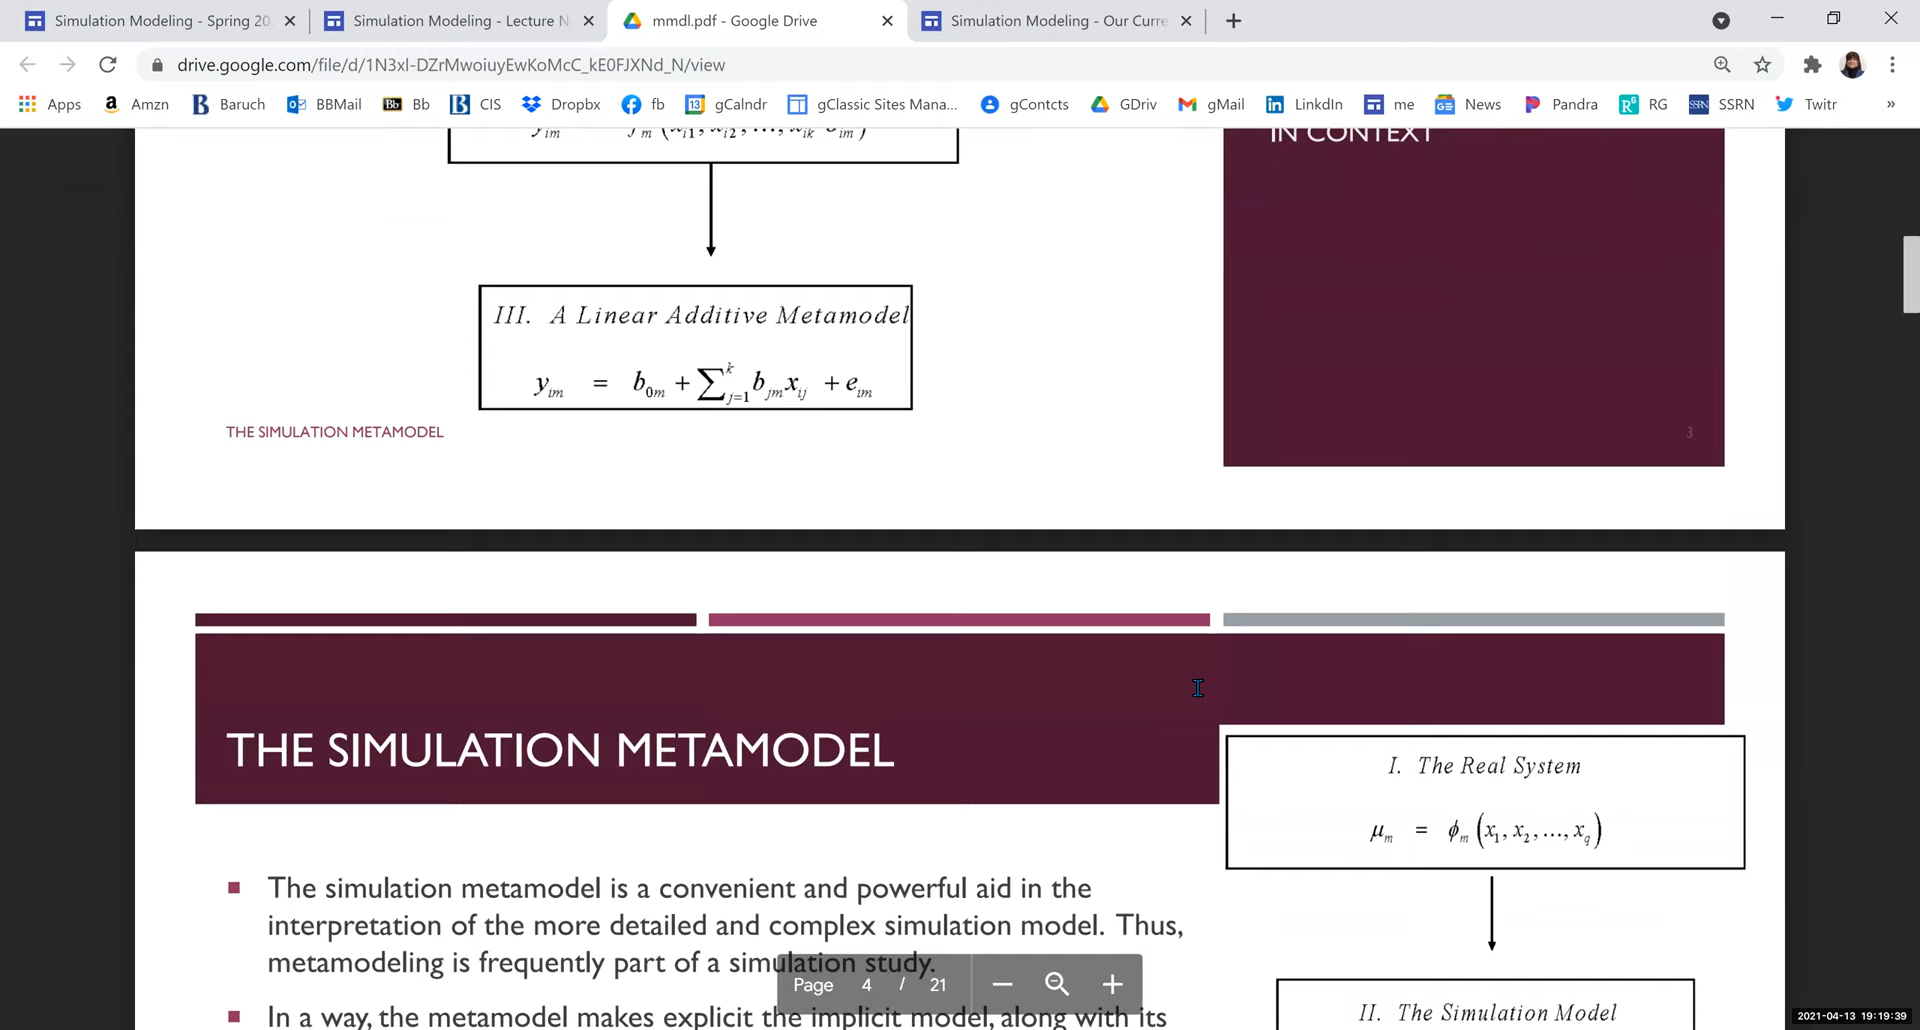 Simulation Modeling - Spring 20
Simulation Modeling - Lecture N
mmdl.pdf - Google Drive
Simulation Modeling - Our Curre
drive.google.com/file/d/1N3xl-DZrMwoiuyEwKoMcC_kE0FJXNd_N/view
Apps Amzn Baruch BBMail Bb CIS Dropbx fb gCalndr gClassic Sites Mana... gContcts GDriv gMail LinkedIn me News Pandra RG SSRN Twitr »
IN CONTEXT
III. A Linear Additive Metamodel
y_im = b_0m + ∑_{j=1}^{k} b_jm x_ij + e_im
THE SIMULATION METAMODEL
3
THE SIMULATION METAMODEL
I. The Real System
μ_m = ϕ_m (x_1, x_2, ..., x_q)
The simulation metamodel is a convenient and powerful aid in the
interpretation of the more detailed and complex simulation model. Thus,
metamodeling is frequently part of a simulation study.
Page 4 / 21
In a way, the metamodel makes explicit the implicit model, along with its
II. The Simulation Model
2021-04-13 19:19:39